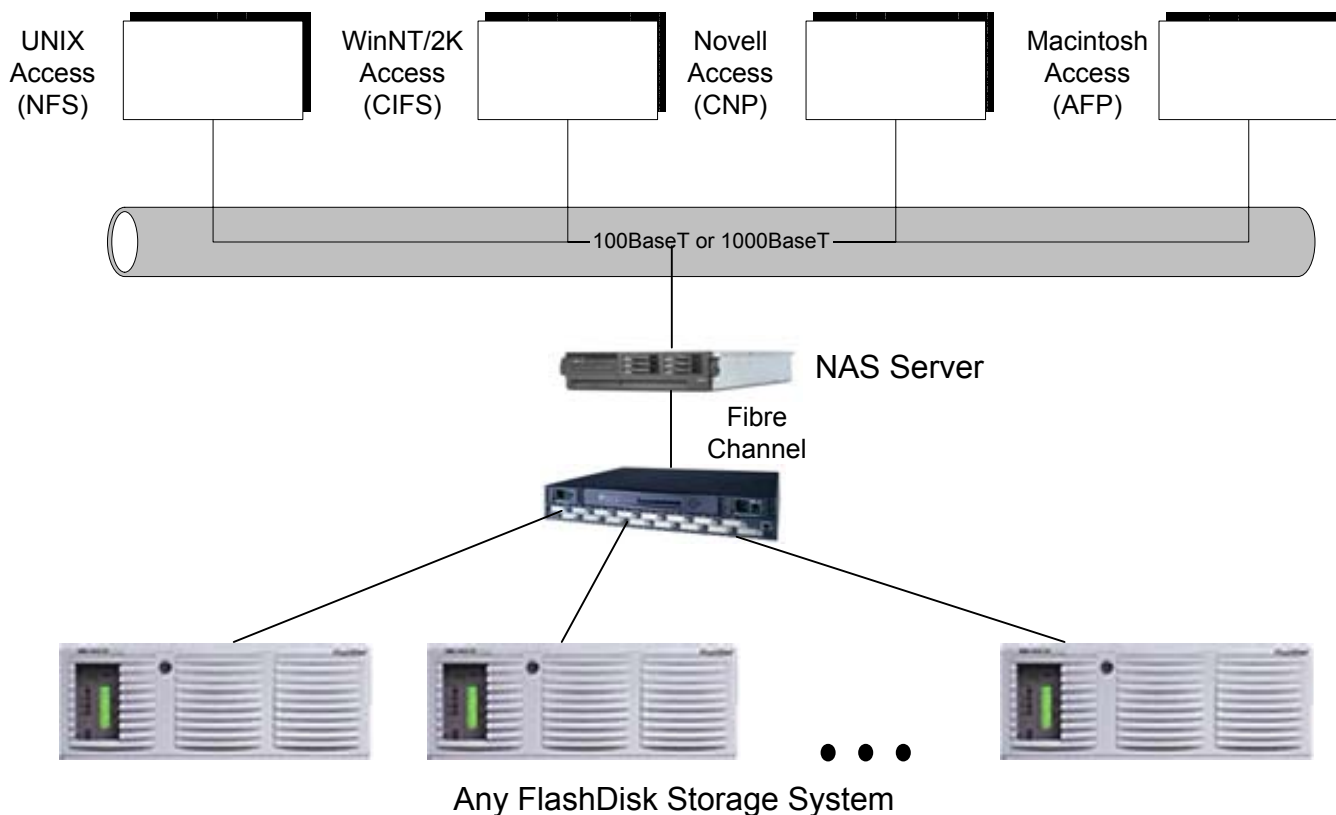 UNIX
Access
(NFS)
WinNT/2K
Access
(CIFS)
Novell
Access
(CNP)
Macintosh
Access
(AFP)
100BaseT or 1000BaseT
NAS Server
Fibre
Channel
Any FlashDisk Storage System